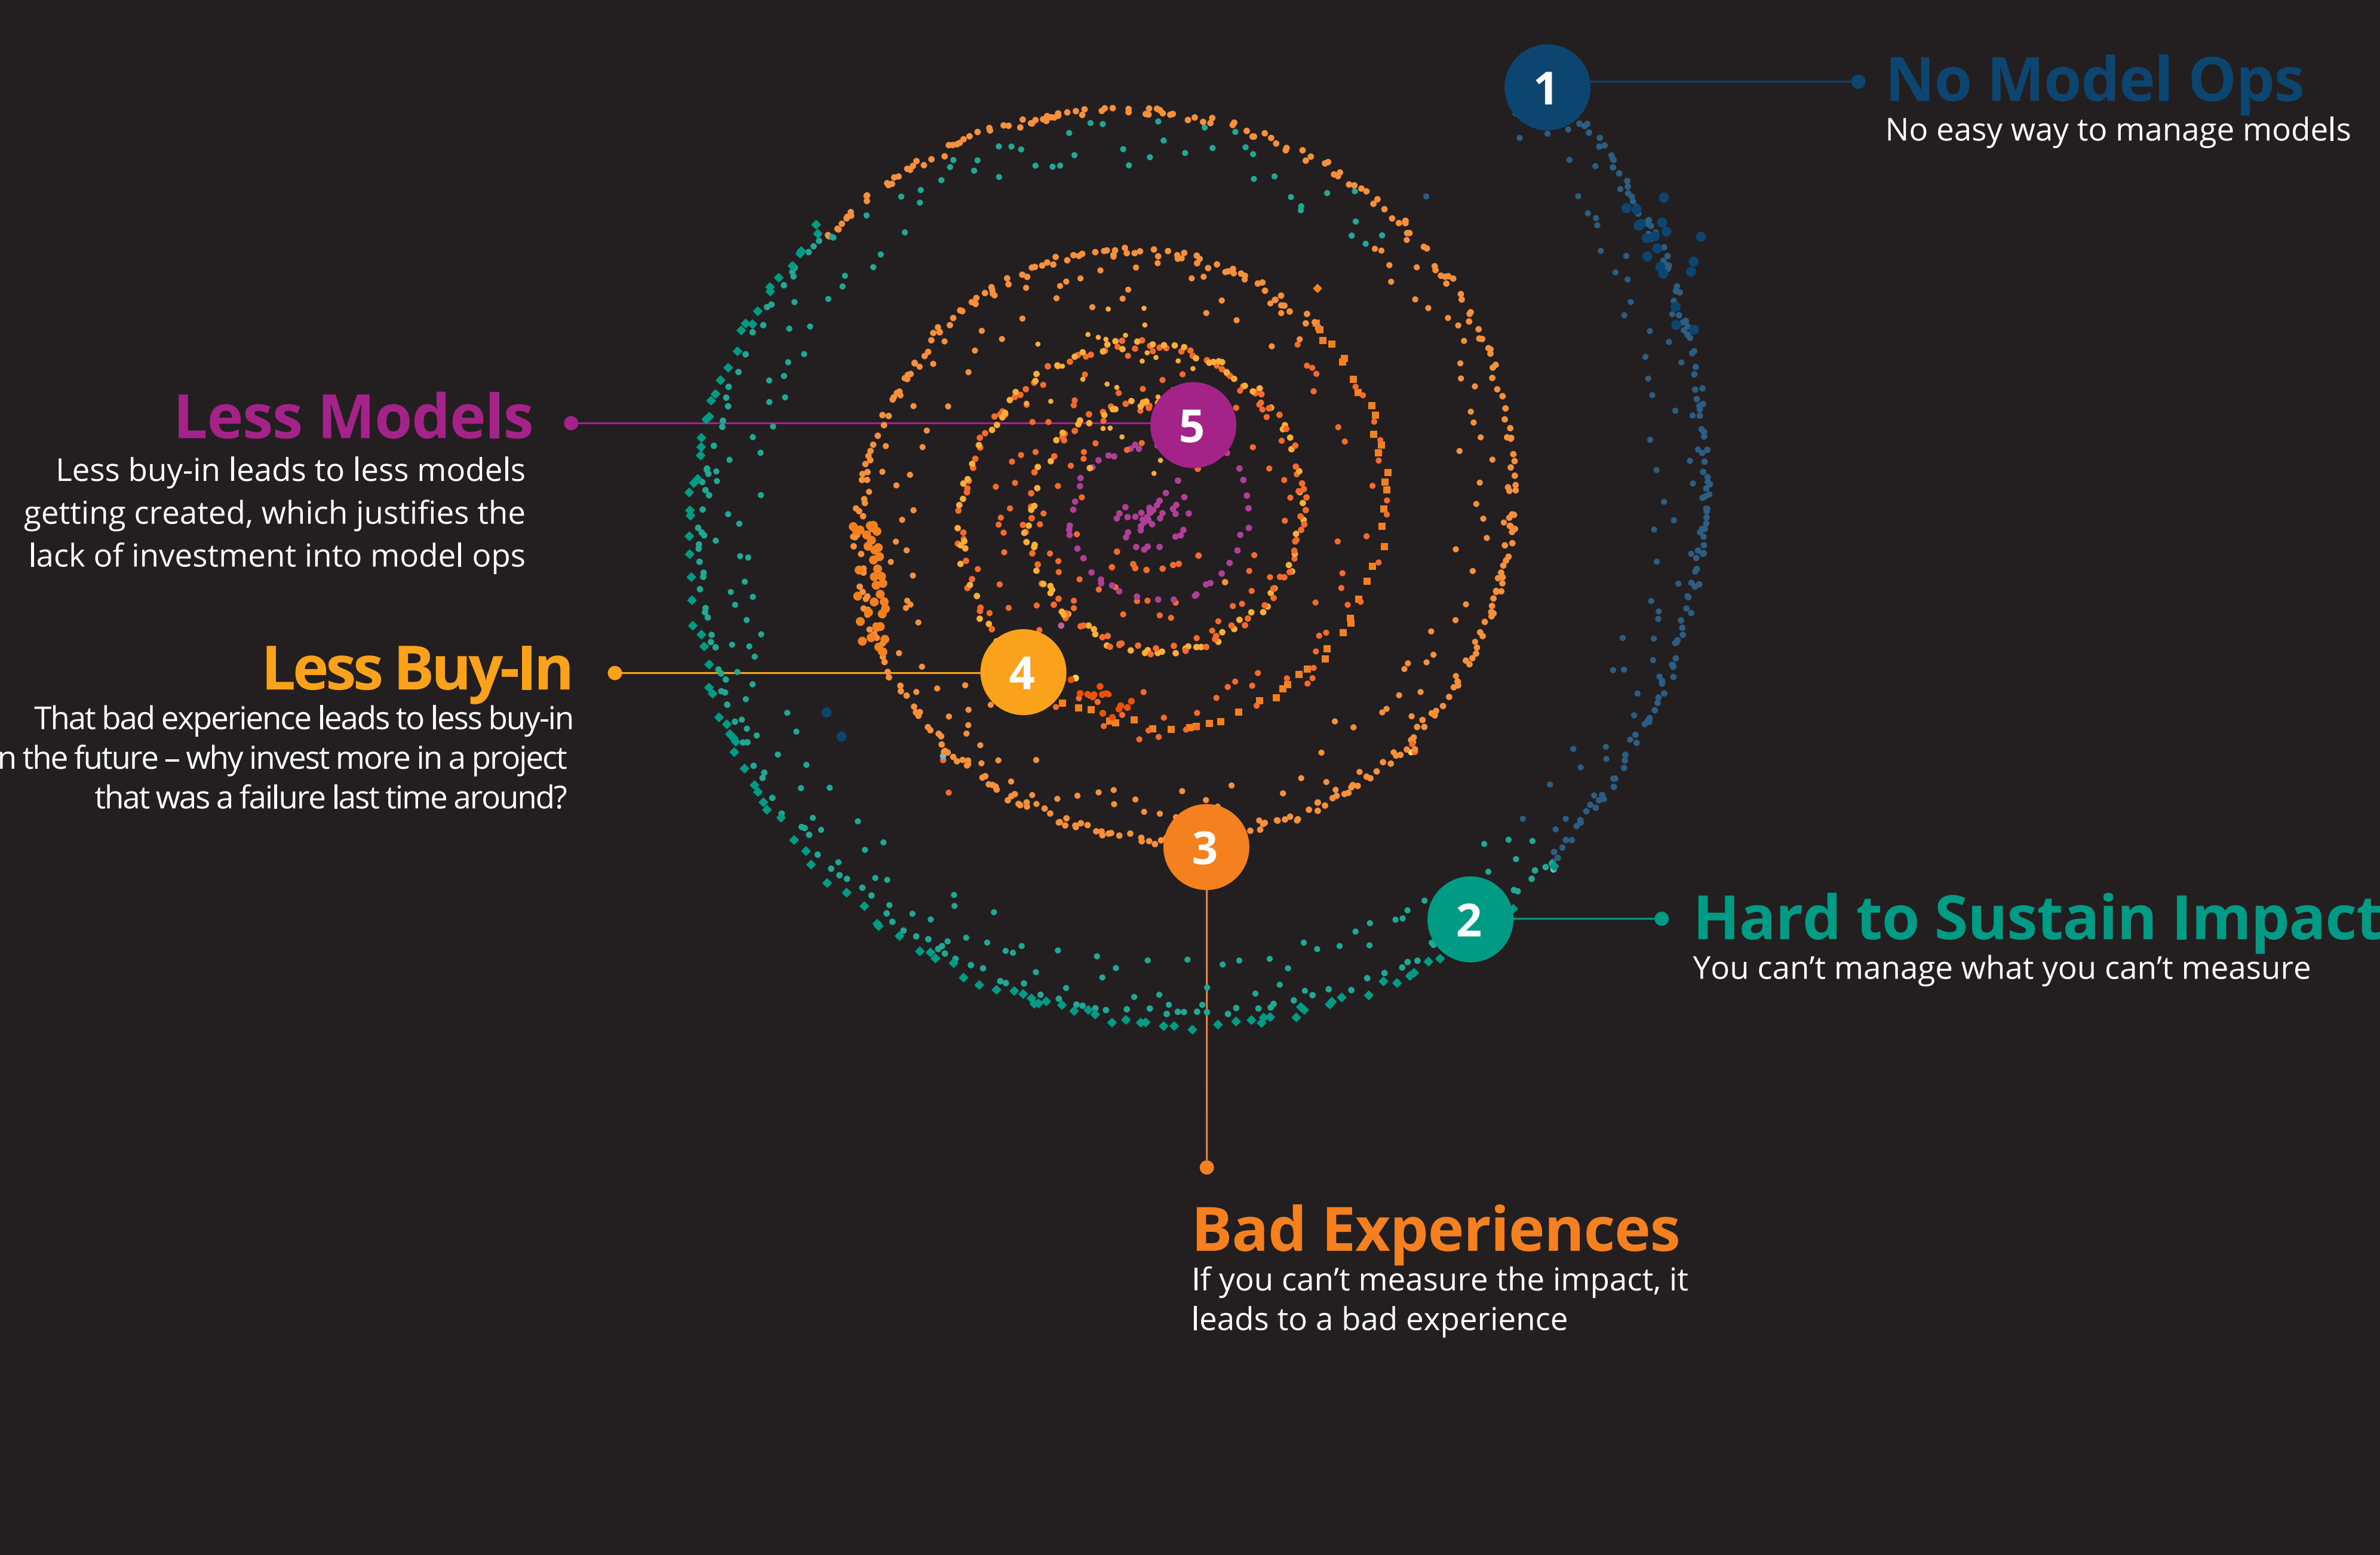 1
No Model Ops
No easy way to manage models
5
Less Models
Less buy-in leads to less models
getting created, which justifies the
lack of investment into model ops
4
Less Buy-In
That bad experience leads to less buy-in
n the future – why invest more in a project
that was a failure last time around?
3
2
Hard to Sustain Impact
You can’t manage what you can’t measure
Bad Experiences
If you can’t measure the impact, it
leads to a bad experience